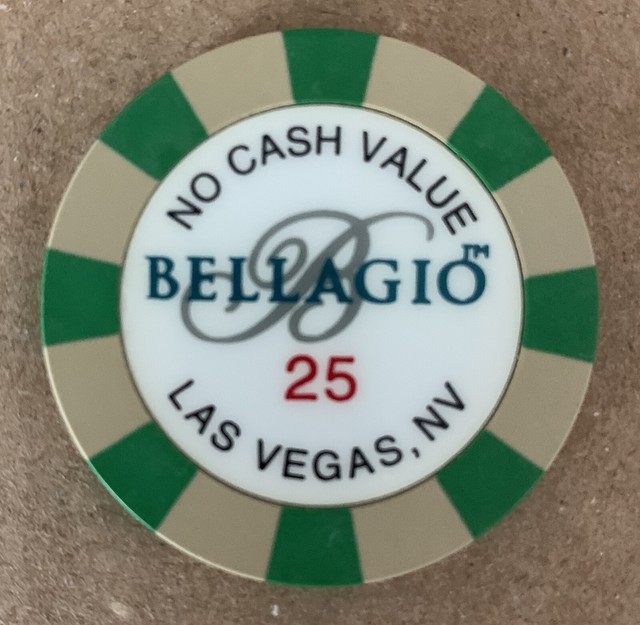 NO CASH VALUE
B
BELLAGIO™
25
LAS VEGAS, NV